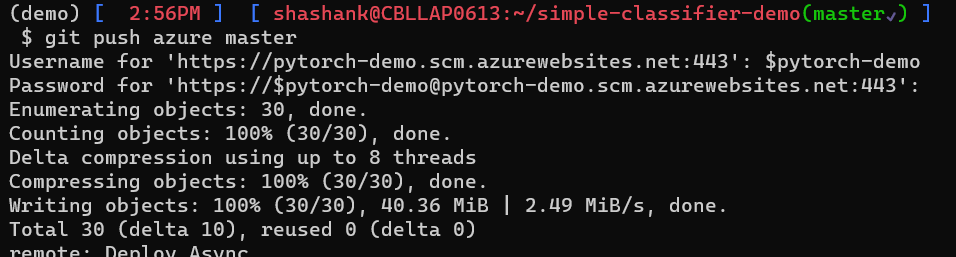 (demo) [  2:56PM ]  [ shashank@CBLLAP0613:~/simple-classifier-demo(master✓) ]
 $ git push azure master
Username for 'https://pytorch-demo.scm.azurewebsites.net:443': $pytorch-demo
Password for 'https://$pytorch-demo@pytorch-demo.scm.azurewebsites.net:443':
Enumerating objects: 30, done.
Counting objects: 100% (30/30), done.
Delta compression using up to 8 threads
Compressing objects: 100% (30/30), done.
Writing objects: 100% (30/30), 40.36 MiB | 2.49 MiB/s, done.
Total 30 (delta 10), reused 0 (delta 0)
remote: Deploy Async